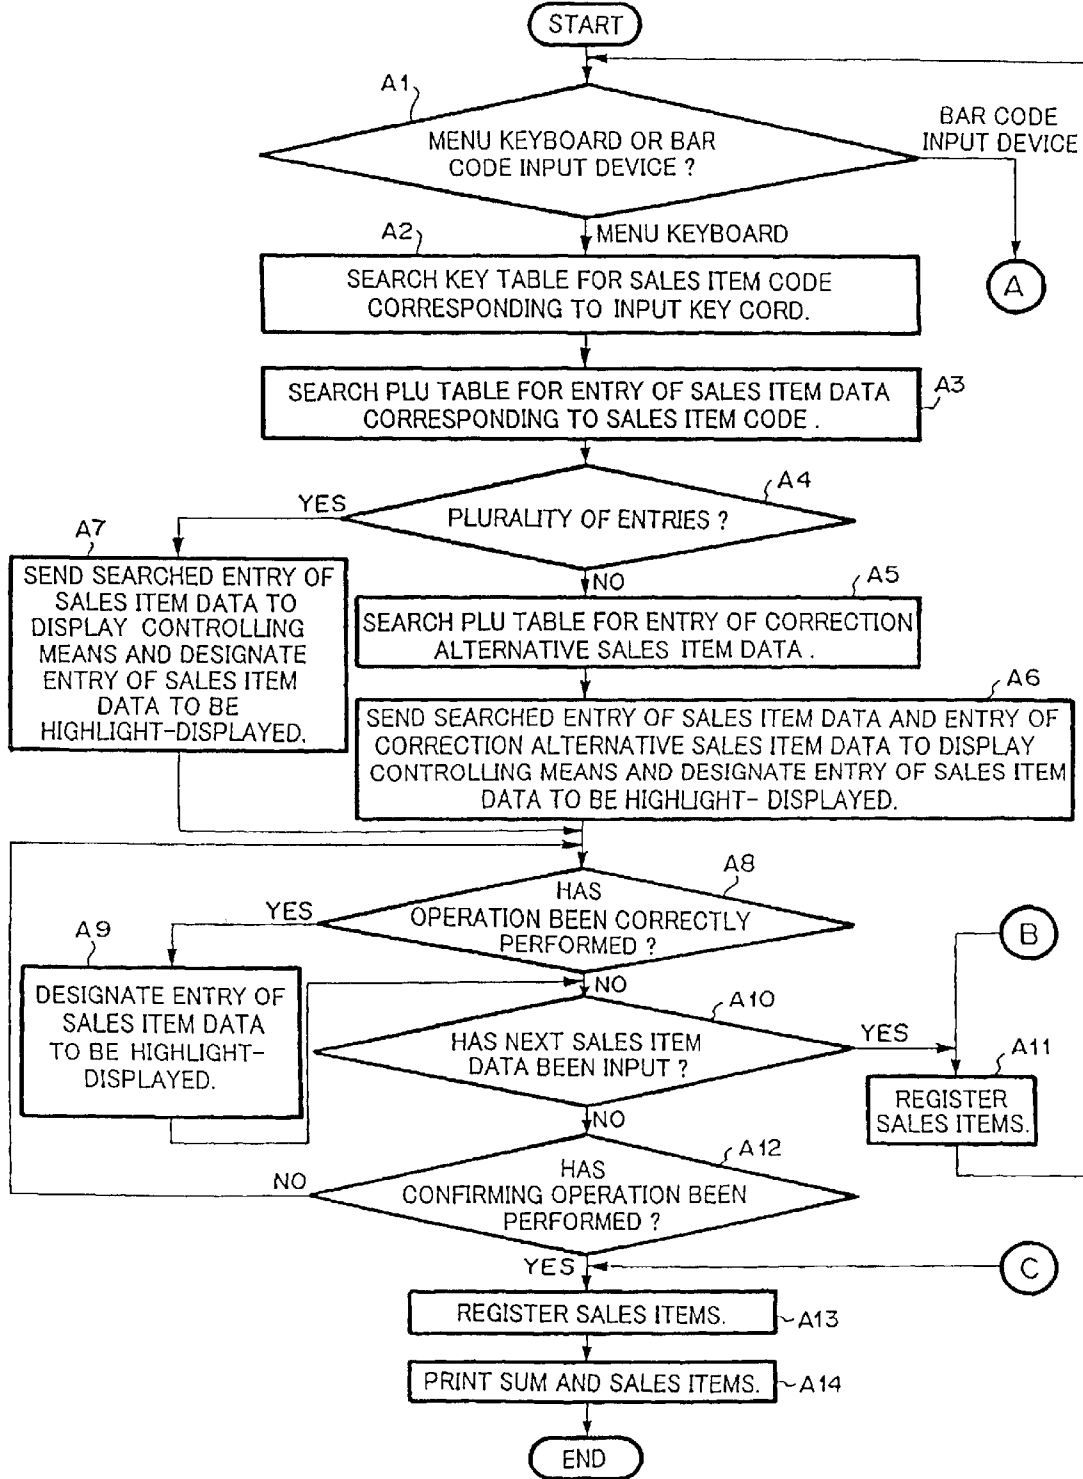 START
A1
MENU KEYBOARD OR BAR
CODE INPUT DEVICE ?
BAR CODE
INPUT DEVICE
A2
MENU KEYBOARD
SEARCH KEY TABLE FOR SALES ITEM CODE
CORRESPONDING TO INPUT KEY CORD.
A
SEARCH PLU TABLE FOR ENTRY OF SALES ITEM DATA
CORRESPONDING TO SALES ITEM CODE .
A3
A4
YES
PLURALITY OF ENTRIES ?
A7
SEND SEARCHED ENTRY OF
SALES ITEM DATA TO
DISPLAY CONTROLLING
MEANS AND DESIGNATE
ENTRY OF SALES ITEM
DATA TO BE
HIGHLIGHT-DISPLAYED.
NO
A5
SEARCH PLU TABLE FOR ENTRY OF CORRECTION
ALTERNATIVE SALES ITEM DATA .
A6
SEND SEARCHED ENTRY OF SALES ITEM DATA AND ENTRY OF
CORRECTION ALTERNATIVE SALES ITEM DATA TO DISPLAY
CONTROLLING MEANS AND DESIGNATE ENTRY OF SALES ITEM
DATA TO BE HIGHLIGHT- DISPLAYED.
A8
HAS
OPERATION BEEN CORRECTLY
PERFORMED ?
YES
A9
DESIGNATE ENTRY OF
SALES ITEM DATA
TO BE HIGHLIGHT-
DISPLAYED.
B
NO
A10
HAS NEXT SALES ITEM
DATA BEEN INPUT ?
YES
A11
REGISTER
SALES ITEMS.
NO
A12
HAS
CONFIRMING OPERATION BEEN
PERFORMED ?
NO
YES
C
REGISTER SALES ITEMS.
A13
PRINT SUM AND SALES ITEMS.
A14
END